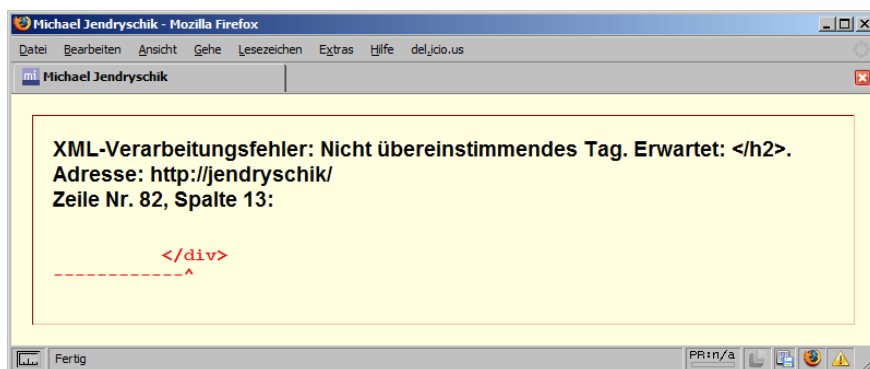 Michael Jendryschik - Mozilla Firefox
Datei Bearbeiten Ansicht Gehe Lesezeichen Extras Hilfe del.icio.us
mi Michael Jendryschik
XML-Verarbeitungsfehler: Nicht übereinstimmendes Tag. Erwartet: </h2>.
Adresse: http://jendryschik/
Zeile Nr. 82, Spalte 13:
</div>
------------^
Fertig PR:n/a